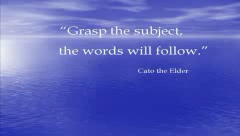 “Grasp the subject,
the words will follow.”
Cato the Elder